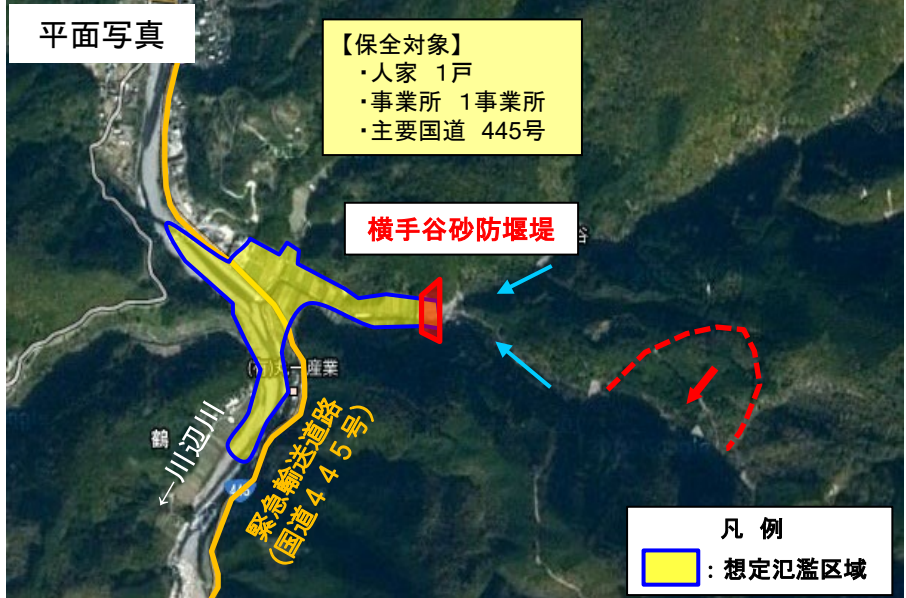 平面写真
【保全対象】
・人家 1戸
・事業所 1事業所
・主要国道 445号
横手谷砂防堰堤
谷
産業
鶴
←川辺川
緊急輸送道路
(国道445号)
凡 例
：想定氾濫区域